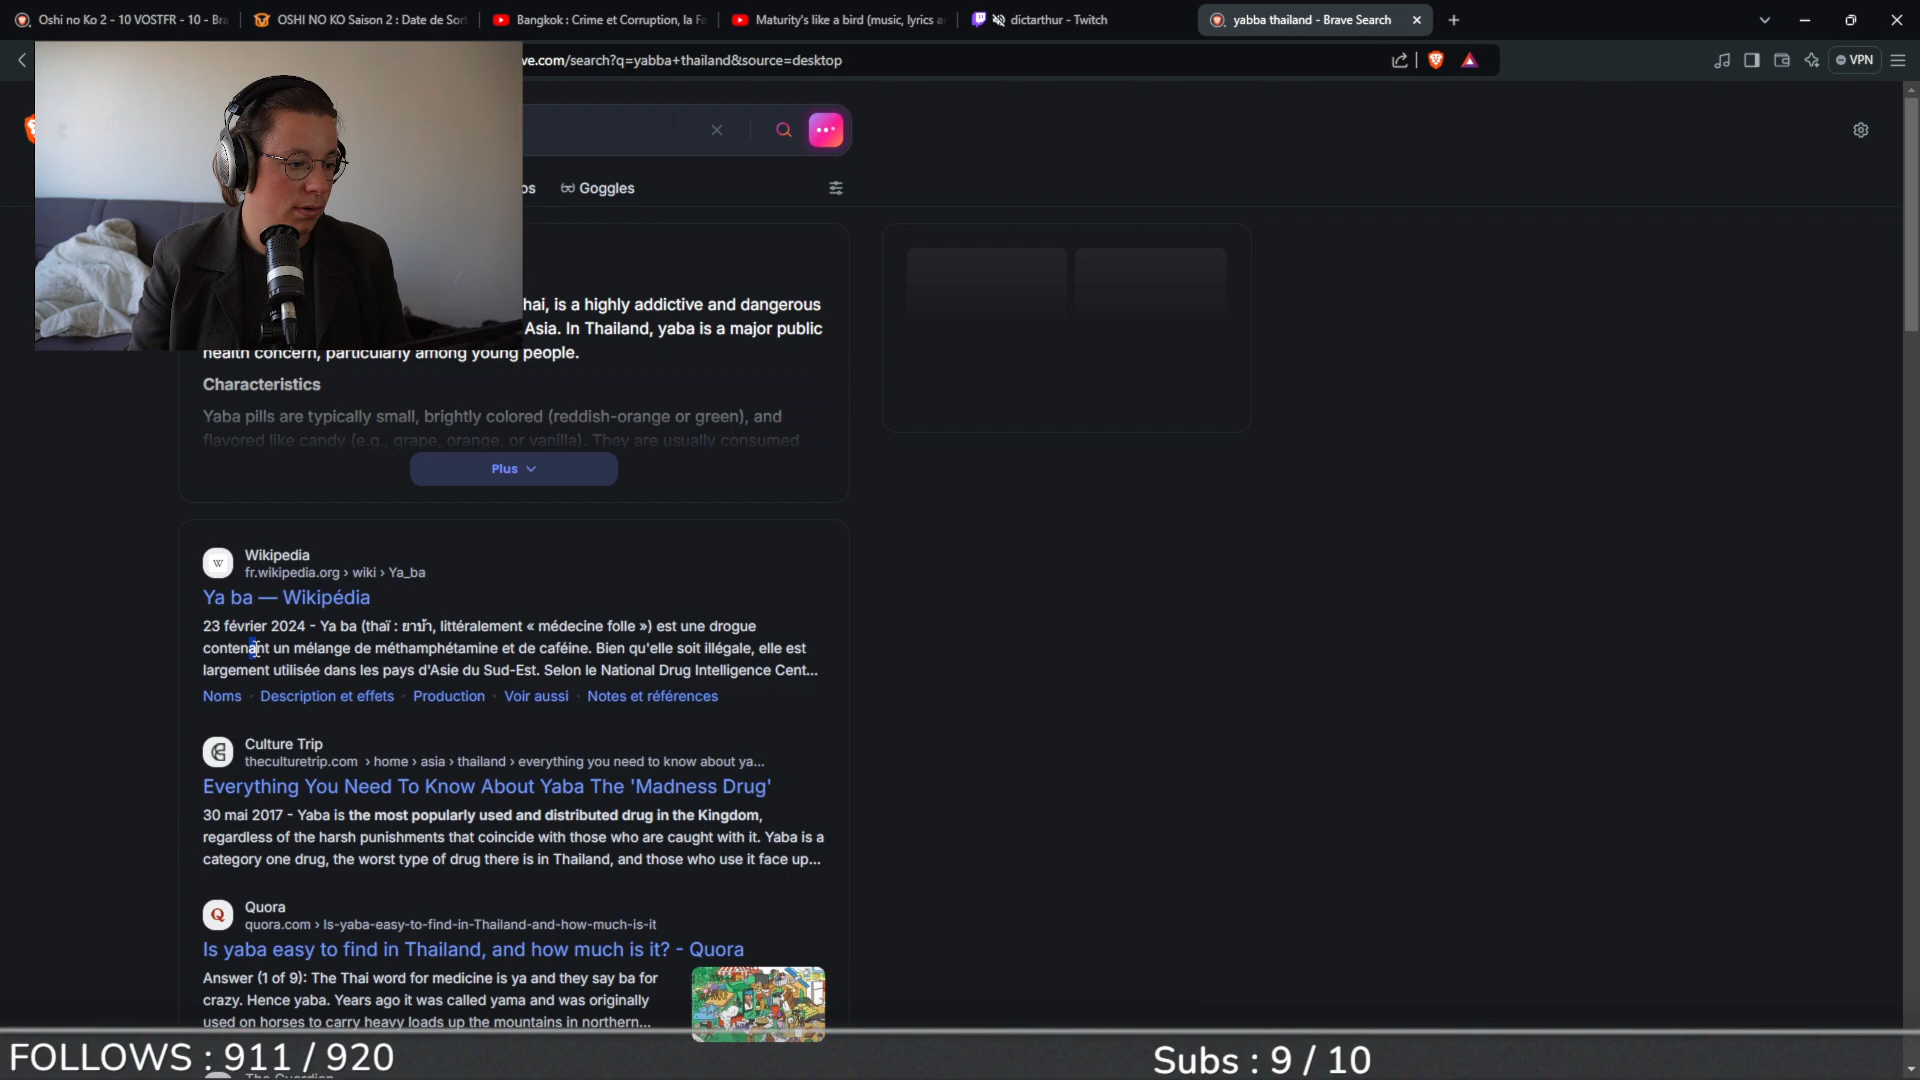 Oshi no Ko 2 - 10 VOSTFR - 10 - Bra
OSHI NO KO Saison 2 : Date de Sort
Bangkok : Crime et Corruption, la Fa
Maturity's like a bird (music, lyrics a
dictarthur - Twitch
yabba thailand - Brave Search
ve.com/search?q=yabba+thailand&source=desktop
VPN
os
Goggles
hai, is a highly addictive and dangerous
Asia. In Thailand, yaba is a major public
health concern, particularly among young people.
Characteristics
Yaba pills are typically small, brightly colored (reddish-orange or green), and
flavored like candy (e.g., grape, orange, or vanilla). They are usually consumed
Plus
W
Wikipedia
fr.wikipedia.org › wiki › Ya_ba
Ya ba — Wikipédia
23 février 2024 - Ya ba (thaï : ยาบ้า, littéralement « médecine folle ») est une drogue
contenant un mélange de méthamphétamine et de caféine. Bien qu'elle soit illégale, elle est
largement utilisée dans les pays d'Asie du Sud-Est. Selon le National Drug Intelligence Cent...
Noms · Description et effets · Production · Voir aussi · Notes et références
Culture Trip
theculturetrip.com › home › asia › thailand › everything you need to know about ya...
Everything You Need To Know About Yaba The 'Madness Drug'
30 mai 2017 - Yaba is the most popularly used and distributed drug in the Kingdom,
regardless of the harsh punishments that coincide with those who are caught with it. Yaba is a
category one drug, the worst type of drug there is in Thailand, and those who use it face up...
Q
Quora
quora.com › Is-yaba-easy-to-find-in-Thailand-and-how-much-is-it
Is yaba easy to find in Thailand, and how much is it? - Quora
Answer (1 of 9): The Thai word for medicine is ya and they say ba for
crazy. Hence yaba. Years ago it was called yama and was originally
used on horses to carry heavy loads up the mountains in northern...
FOLLOWS : 911 / 920
Subs : 9 / 10
The Guardian